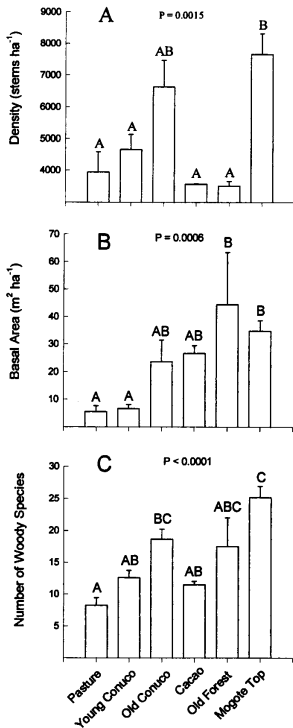 A
P = 0.0015
Density (stems ha⁻¹)
9000
8000
7000
6000
5000
4000
A A AB A A B
B
P = 0.0006
Basal Area (m² ha⁻¹)
70
60
50
40
30
20
10
0
A A AB AB B B
C
P < 0.0001
Number of Woody Species
30
25
20
15
10
5
A AB BC AB ABC C
Pasture
Young Conuco
Old Conuco
Cacao
Old Forest
Mogote Top